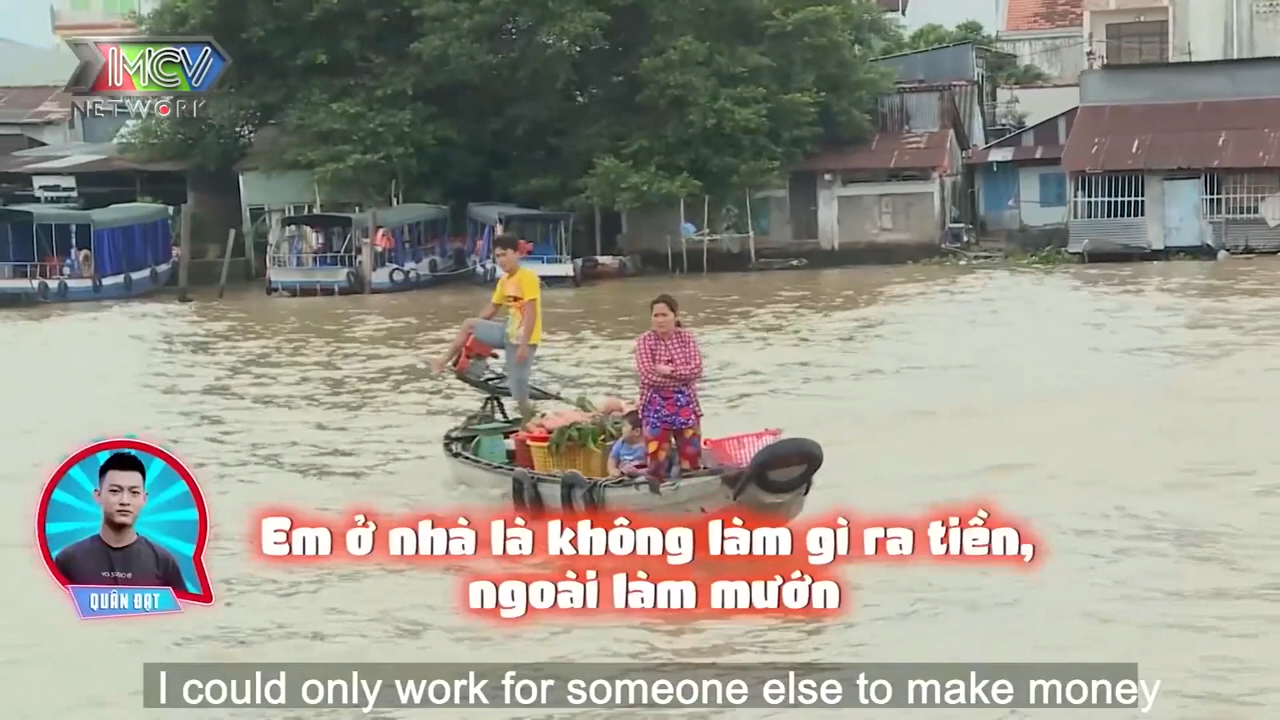 MCV
NETWORK
Em ở nhà là không làm gì ra tiền,
ngoài làm mướn
QUÂN ĐẠT
I could only work for someone else to make money